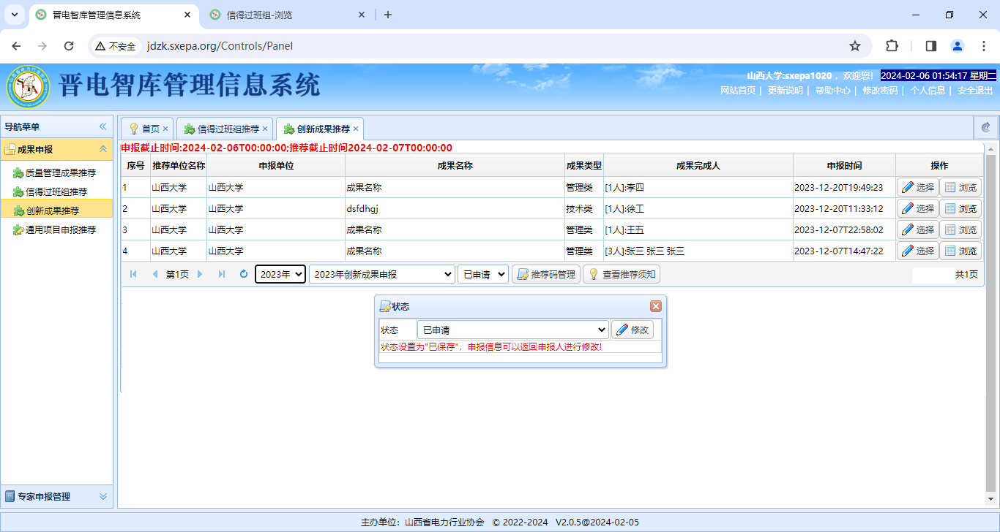 晋电智库管理信息系统
信得过班组-浏览
不安全 jdzk.sxepa.org/Controls/Panel
晋电智库管理信息系统
山西大学:sxepa1020 ，欢迎您! 2024-02-06 01:54:17 星期二
网站首页 | 更新说明 | 帮助中心 | 修改密码 | 个人信息 | 安全退出
导航菜单
成果申报
质量管理成果推荐
信得过班组推荐
创新成果推荐
通用项目申报推荐
专家申报管理
首页 信得过班组推荐 创新成果推荐
申报截止时间:2024-02-06T00:00:00;推荐截止时间2024-02-07T00:00:00
序号 推荐单位名称 申报单位 成果名称 成果类型 成果完成人 申报时间 操作
1 山西大学 山西大学 成果名称 管理类 [1人]:李四 2023-12-20T19:49:23 选择 浏览
2 山西大学 山西大学 dsfdhgj 技术类 [1人]:徐工 2023-12-20T11:33:12 选择 浏览
3 山西大学 山西大学 成果名称 管理类 [1人]:王五 2023-12-07T22:58:02 选择 浏览
4 山西大学 山西大学 成果名称 管理类 [3人]:张三 张三 张三 2023-12-07T14:47:22 选择 浏览
第1页 2023年 2023年创新成果申报 已申请 推荐码管理 查看推荐须知 共1页
状态
状态 已申请 修改
状态设置为"已保存"，申报信息可以返回申报人进行修改!
主办单位：山西省电力行业协会 © 2022-2024 V2.0.5@2024-02-05